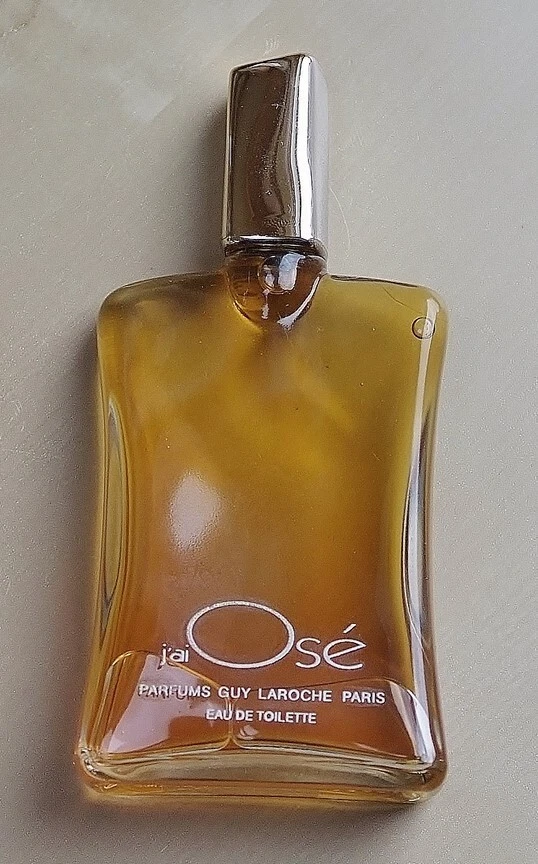 j'ai Osé
PARFUMS GUY LAROCHE PARIS
EAU DE TOILETTE